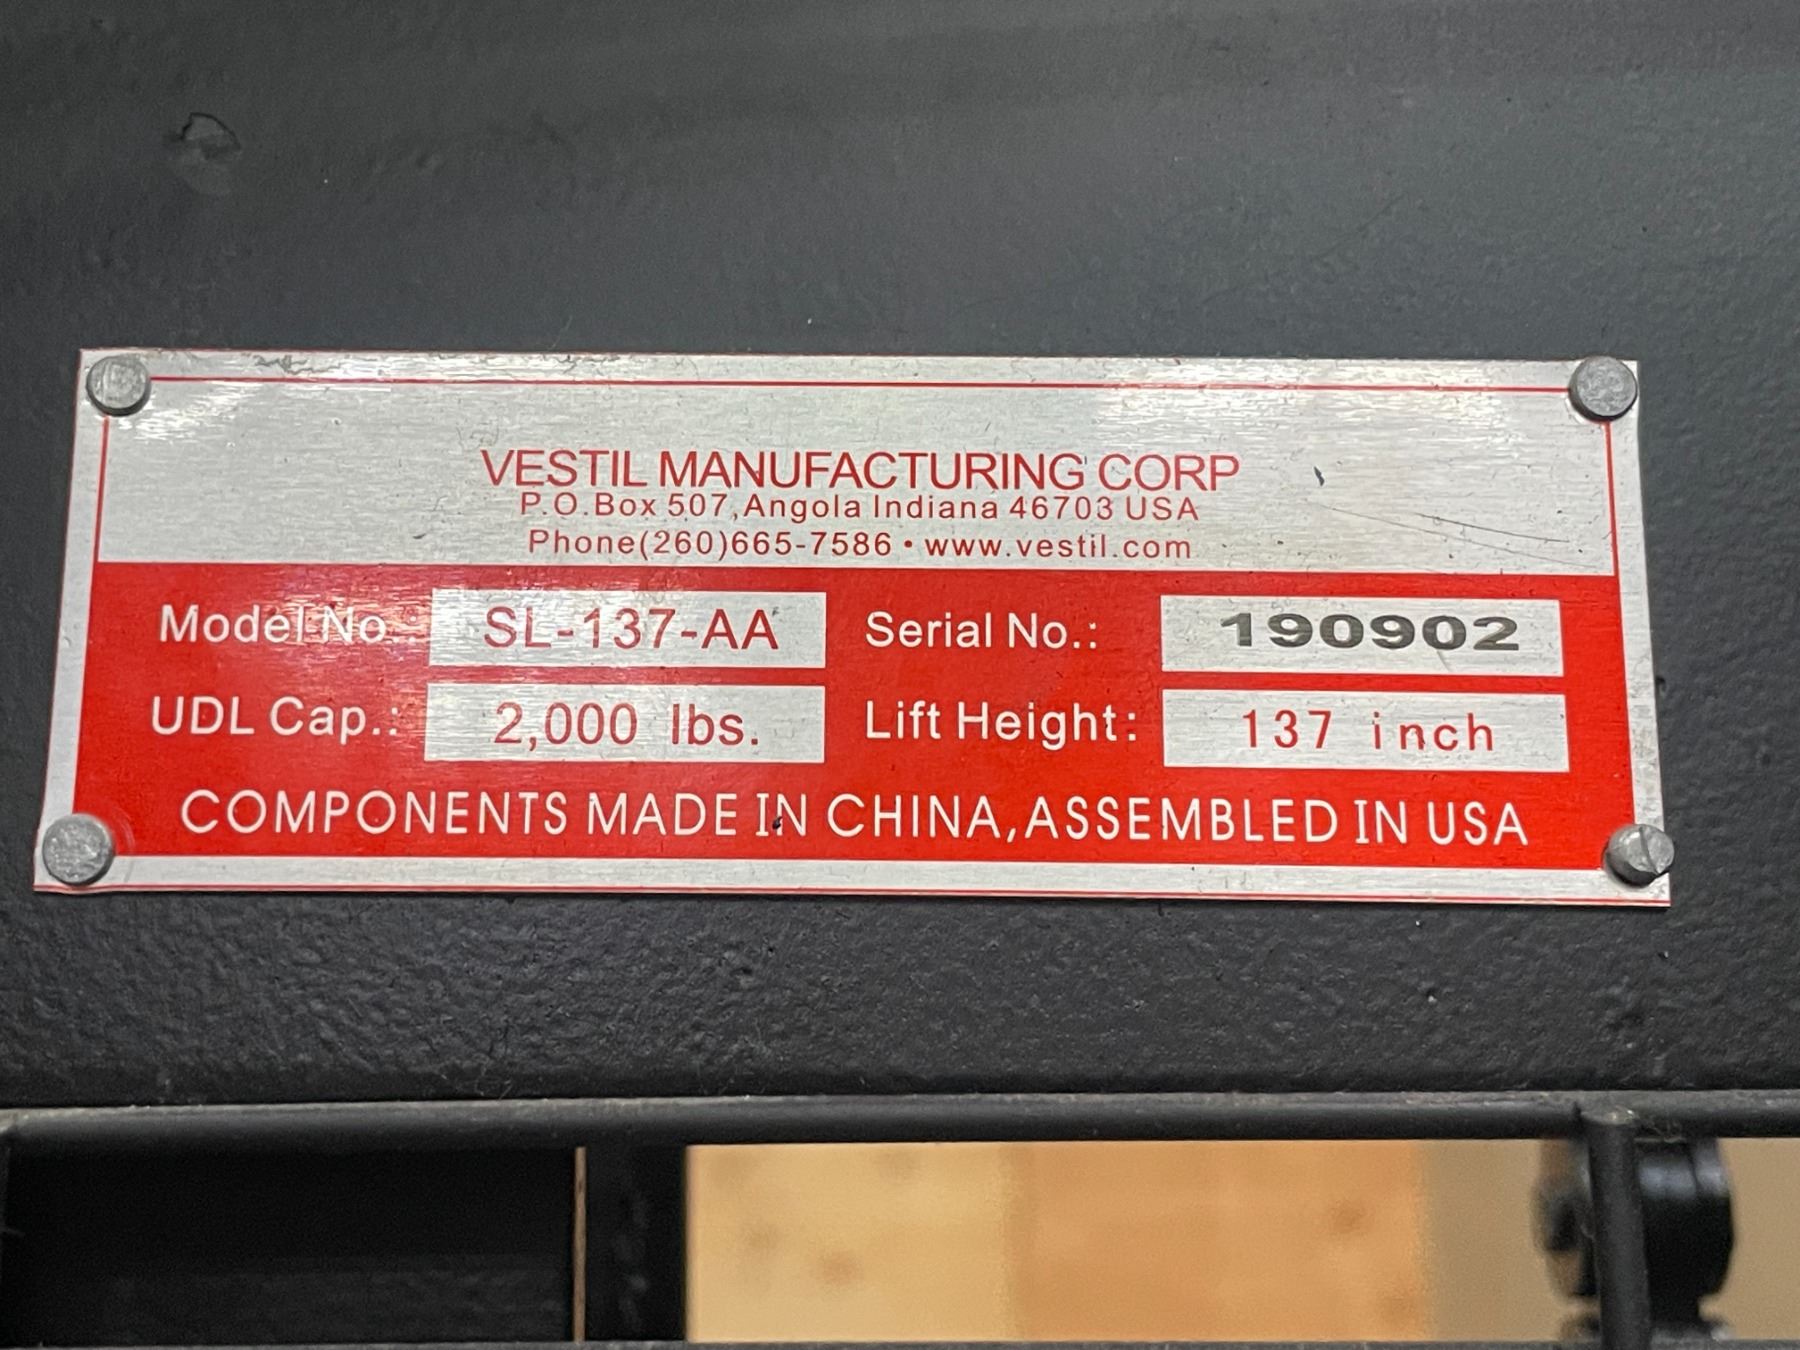 VESTIL MANUFACTURING CORP
P.O.Box 507,Angola Indiana 46703 USA
Phone(260)665-7586 • www.vestil.com
Model No.: SL-137-AA Serial No.: 190902
UDL Cap.: 2,000 lbs. Lift Height: 137 inch
COMPONENTS MADE IN CHINA,ASSEMBLED IN USA